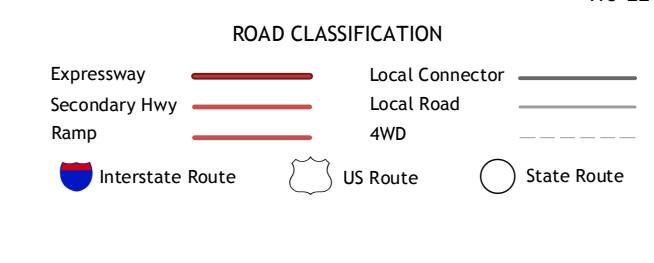 ROAD CLASSIFICATION
Expressway
Secondary Hwy
Ramp
Local Connector
Local Road
4WD
Interstate Route
US Route
State Route